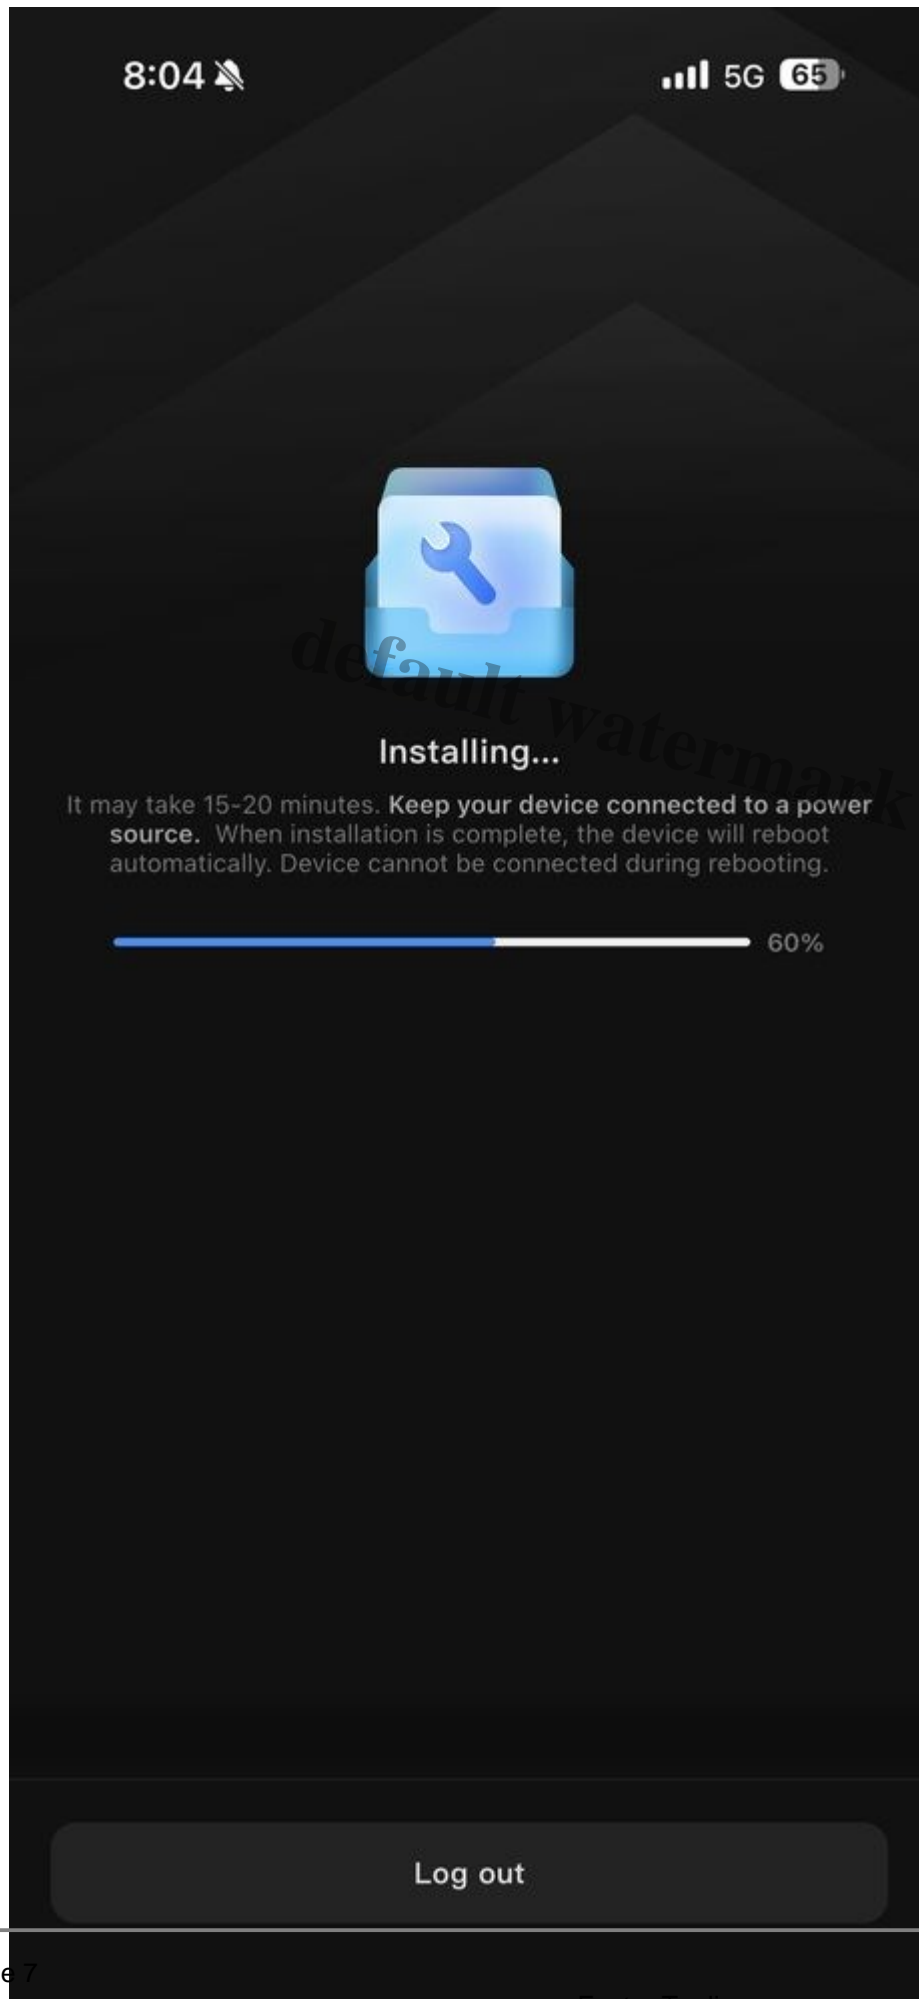 8:04
5G 65
default watermark
Installing...
It may take 15-20 minutes. Keep your device connected to a power
source. When installation is complete, the device will reboot
automatically. Device cannot be connected during rebooting.
60%
Log out
e 7